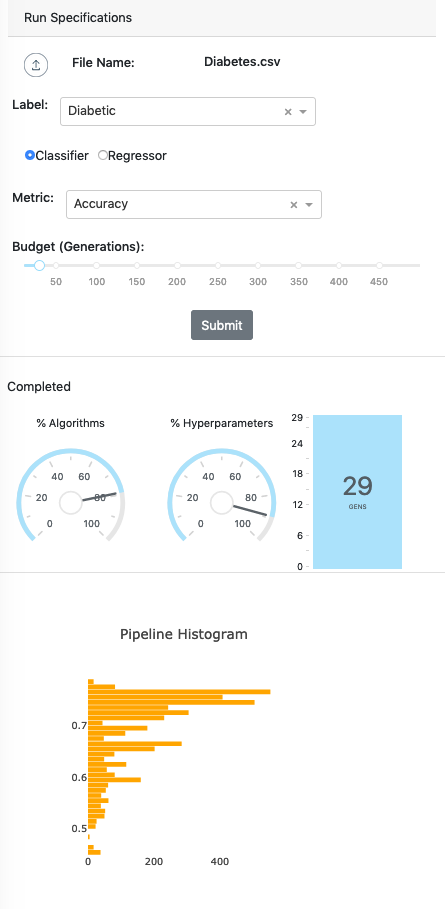 Run Specifications
File Name: Diabetes.csv
Label: Diabetic × 
Classifier Regressor
Metric: Accuracy ×
Budget (Generations):
50 100 150 200 250 300 350 400 450
Submit
Completed
% Algorithms
0 20 40 60 80 100
% Hyperparameters
0 20 40 60 80 100
29
24
18
12
6
0
29
GENS
Pipeline Histogram
0.7
0.6
0.5
0 200 400